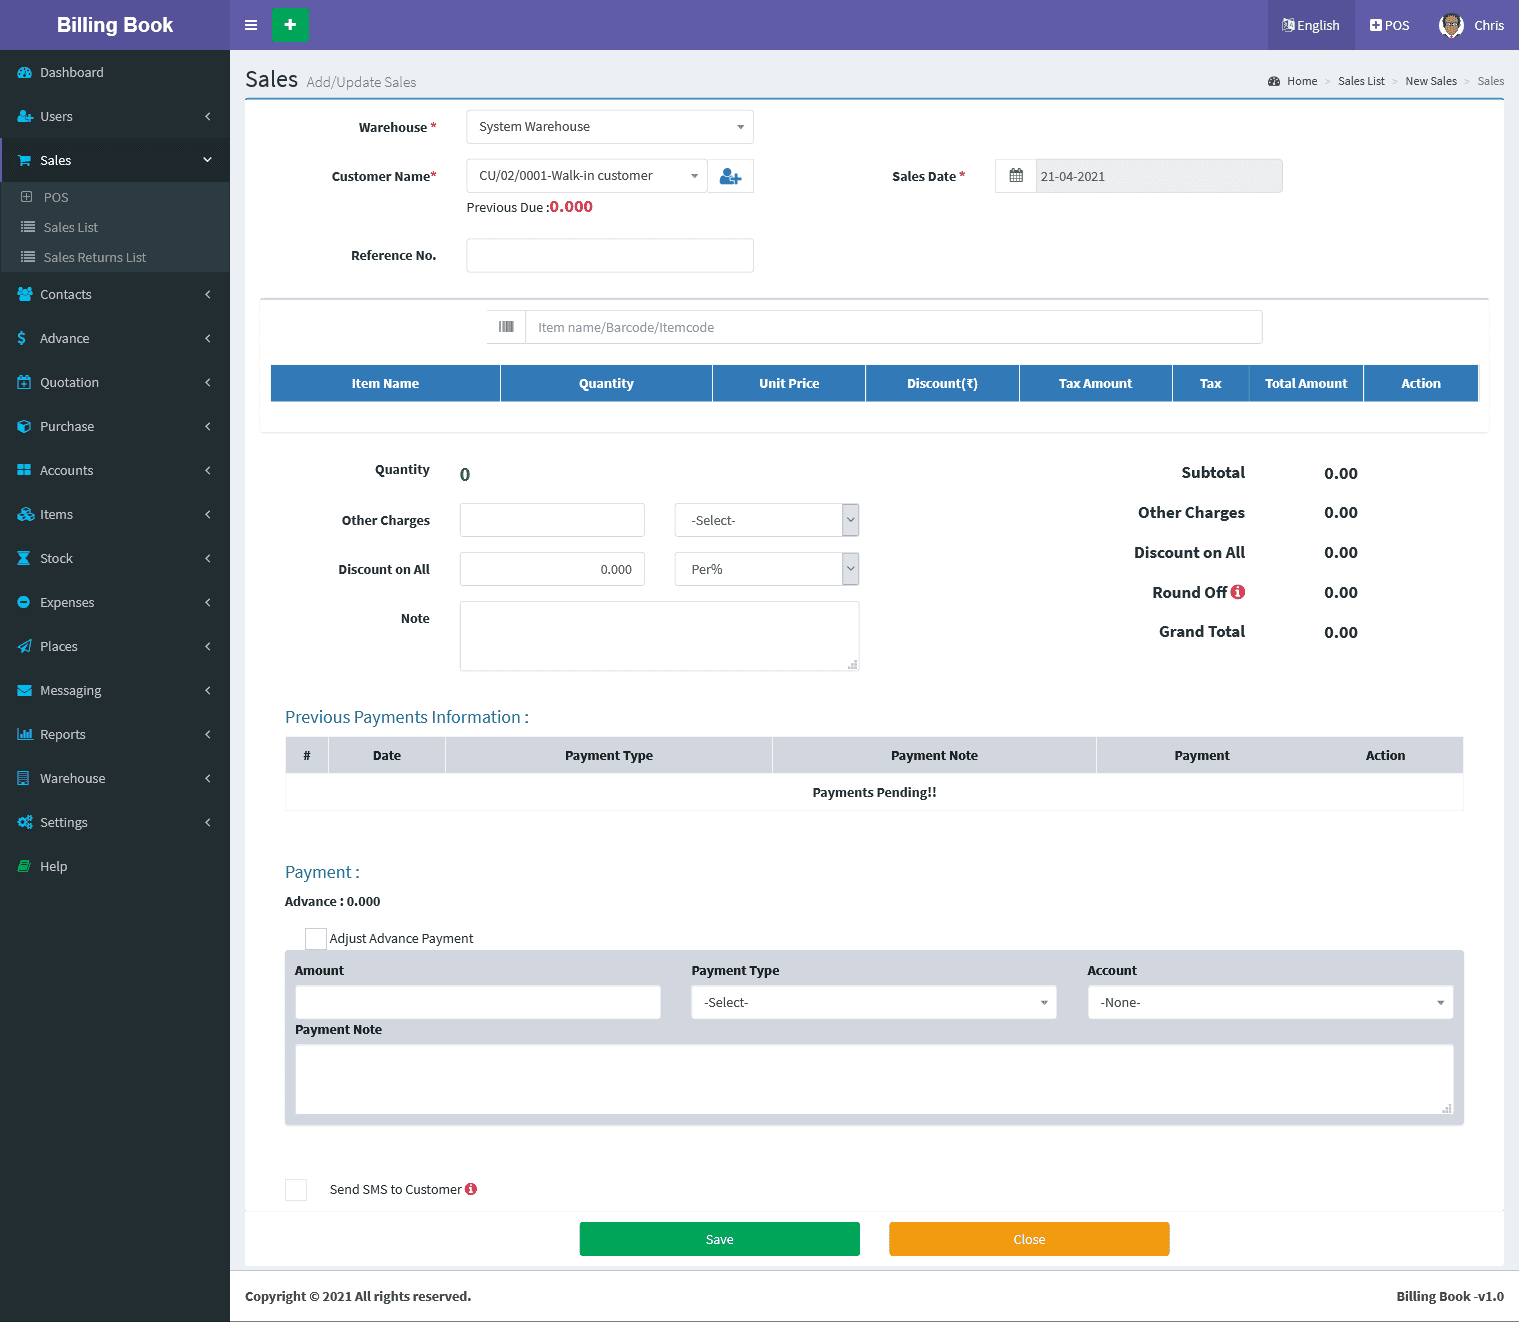 Billing Book
English
POS
Chris
Dashboard
Users
Sales
POS
Sales List
Sales Returns List
Contacts
Advance
Quotation
Purchase
Accounts
Items
Stock
Expenses
Places
Messaging
Reports
Warehouse
Settings
Help
Sales Add/Update Sales
Home > Sales List > New Sales > Sales
Warehouse * System Warehouse
Customer Name* CU/02/0001-Walk-in customer
Sales Date * 21-04-2021
Previous Due :0.000
Reference No.
Item name/Barcode/Itemcode
Item Name Quantity Unit Price Discount(₹) Tax Amount Tax Total Amount Action
Quantity 0
Other Charges -Select-
Discount on All 0.000 Per%
Note
Subtotal 0.00
Other Charges 0.00
Discount on All 0.00
Round Off 0.00
Grand Total 0.00
Previous Payments Information :
# Date Payment Type Payment Note Payment Action
Payments Pending!!
Payment :
Advance : 0.000
Adjust Advance Payment
Amount Payment Type Account
-Select- -None-
Payment Note
Send SMS to Customer
Save Close
Copyright © 2021 All rights reserved. Billing Book -v1.0